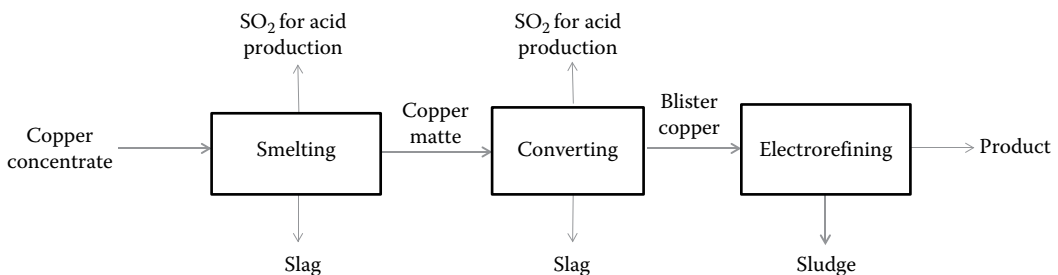 SO₂ for acid
production
SO₂ for acid
production
Copper
concentrate
Smelting
Copper
matte
Converting
Blister
copper
Electrorefining
Product
Slag
Slag
Sludge